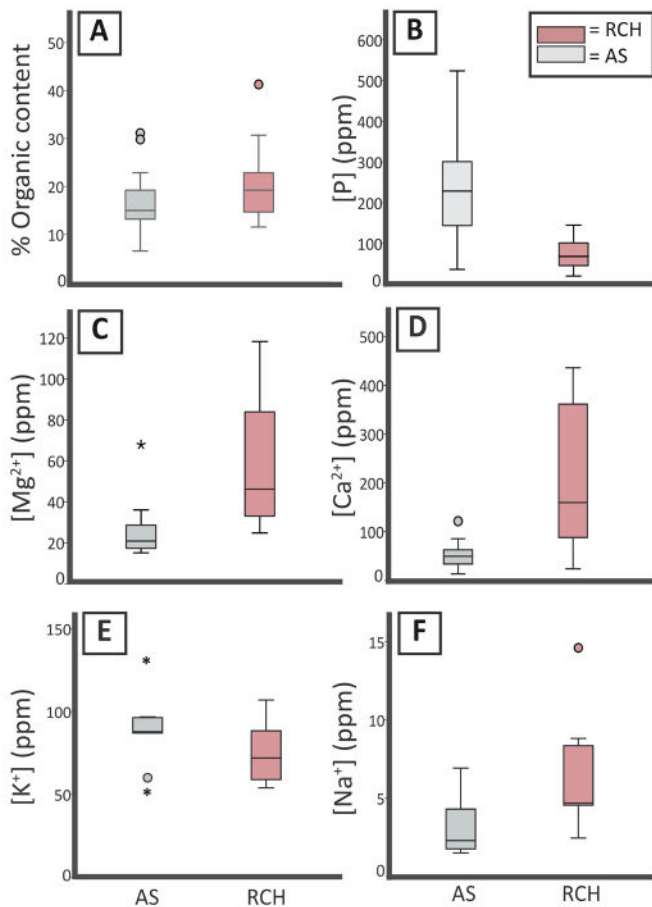 A
% Organic content
50
40
30
20
10
0
B
= RCH
= AS
[P] (ppm)
600
500
400
300
200
100
0
C
[Mg²⁺] (ppm)
120
100
80
60
40
20
0
D
[Ca²⁺] (ppm)
500
400
300
200
100
0
E
[K⁺] (ppm)
150
100
50
0
AS
RCH
F
[Na⁺] (ppm)
15
10
5
0
AS
RCH